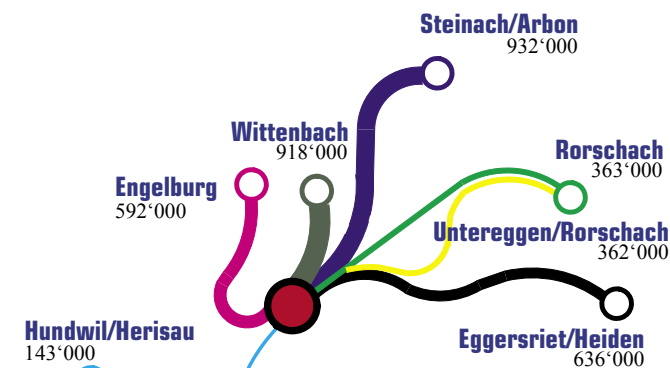 Steinach/Arbon
932‘000
Wittenbach
918‘000
Rorschach
363‘000
Engelburg
592‘000
Untereggen/Rorschach
362‘000
Hundwil/Herisau
143‘000
Eggersriet/Heiden
636‘000